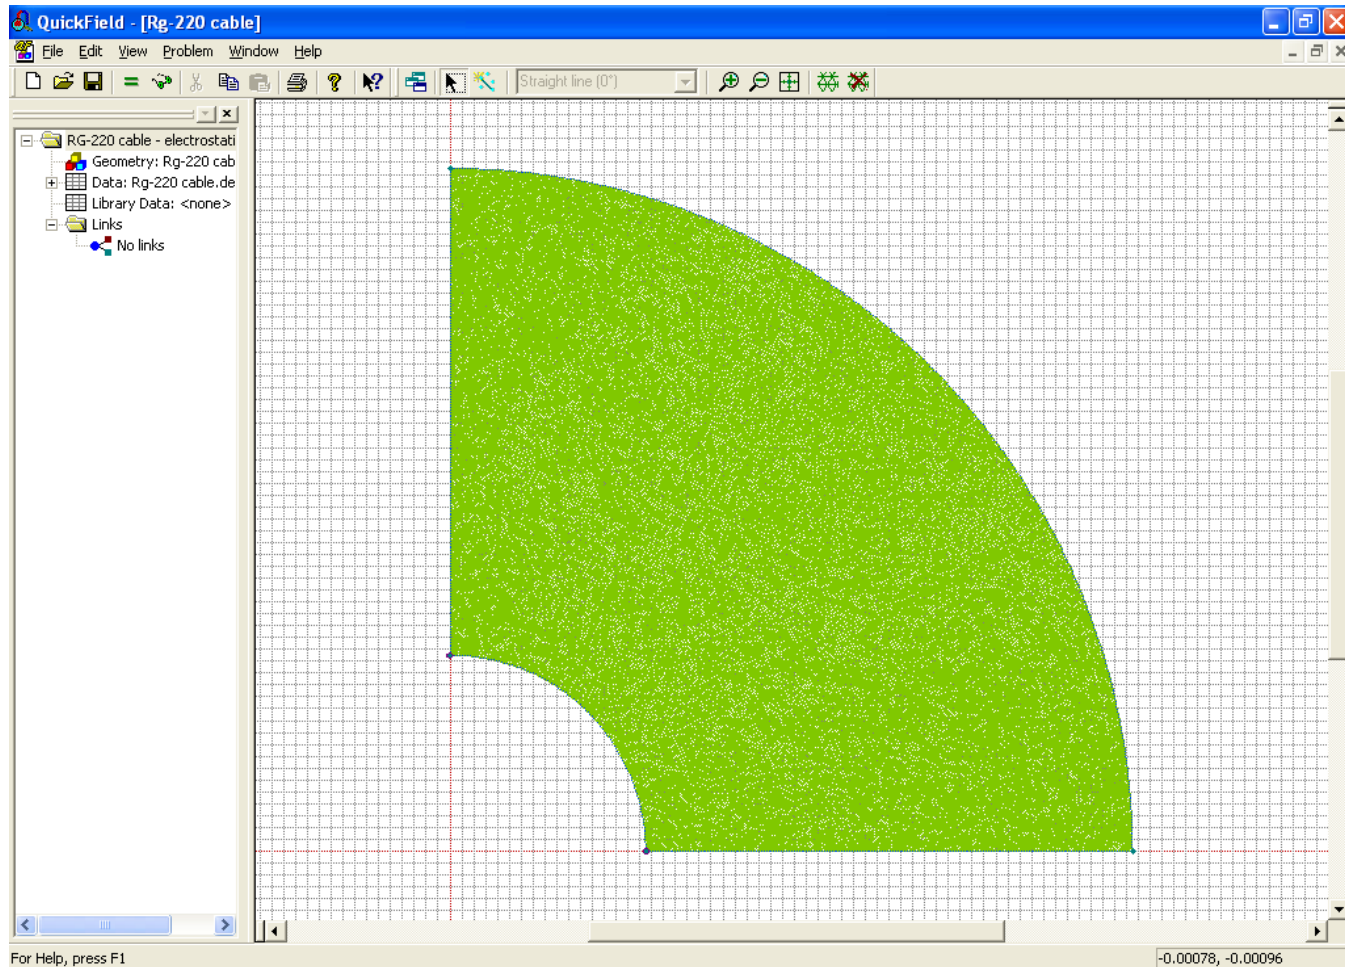 QuickField - [Rg-220 cable]
File Edit View Problem Window Help
Straight line (0°)
RG-220 cable - electrostati
Geometry: Rg-220 cab
Data: Rg-220 cable.de
Library Data: <none>
Links
No links
For Help, press F1
-0.00078, -0.00096